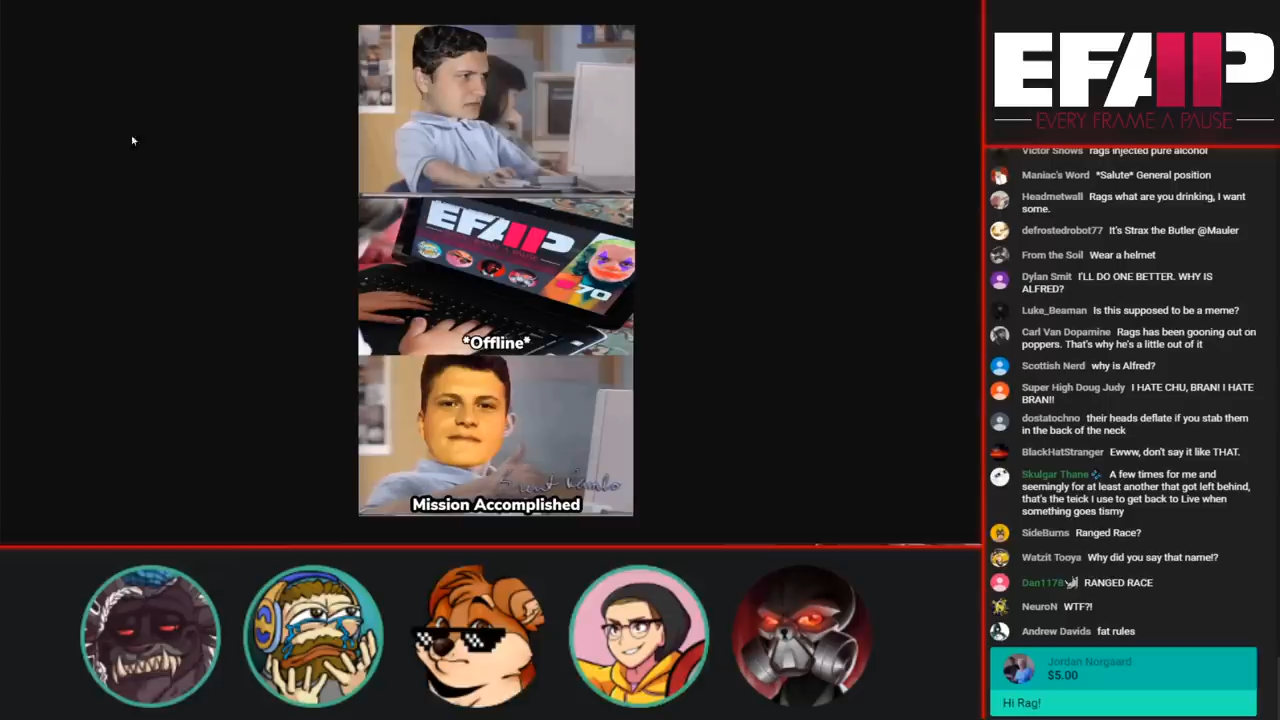 EFAP
EVERY FRAME A PAUSE
EFAP
#70
*Offline*
Mission Accomplished
Victor Snows rags injected pure alcohol
Maniac's Word *Salute* General position
Headmetwall Rags what are you drinking, I want
some.
defrostedrobot77 It's Strax the Butler @Mauler
From the Soil Wear a helmet
Dylan Smit I'LL DO ONE BETTER. WHY IS
ALFRED?
Luke_Beaman Is this supposed to be a meme?
Carl Van Dopamine Rags has been gooning out on
poppers. That's why he's a little out of it
Scottish Nerd why is Alfred?
Super High Doug Judy I HATE CHU, BRAN! I HATE
BRAN!!
dostatochno their heads deflate if you stab them
in the back of the neck
BlackHatStranger Ewww, don't say it like THAT.
Skulgar Thane A few times for me and
seemingly for at least another that got left behind,
that's the teick I use to get back to Live when
something goes tismy
SideBums Ranged Race?
Watzit Tooya Why did you say that name!?
Dan1178 RANGED RACE
NeuroN WTF?!
Andrew Davids fat rules
Jordan Norgaard
$5.00
Hi Rag!